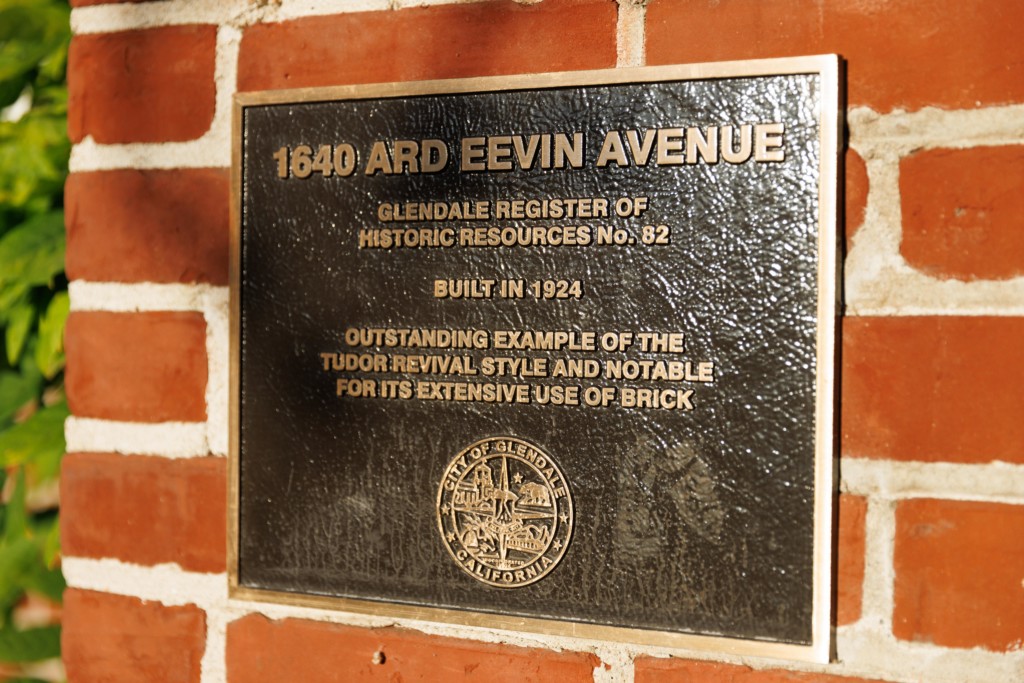 1640 ARD EEVIN AVENUE
GLENDALE REGISTER OF
HISTORIC RESOURCES No. 82
BUILT IN 1924
OUTSTANDING EXAMPLE OF THE
TUDOR REVIVAL STYLE AND NOTABLE
FOR ITS EXTENSIVE USE OF BRICK
CITY OF GLENDALE
CALIFORNIA